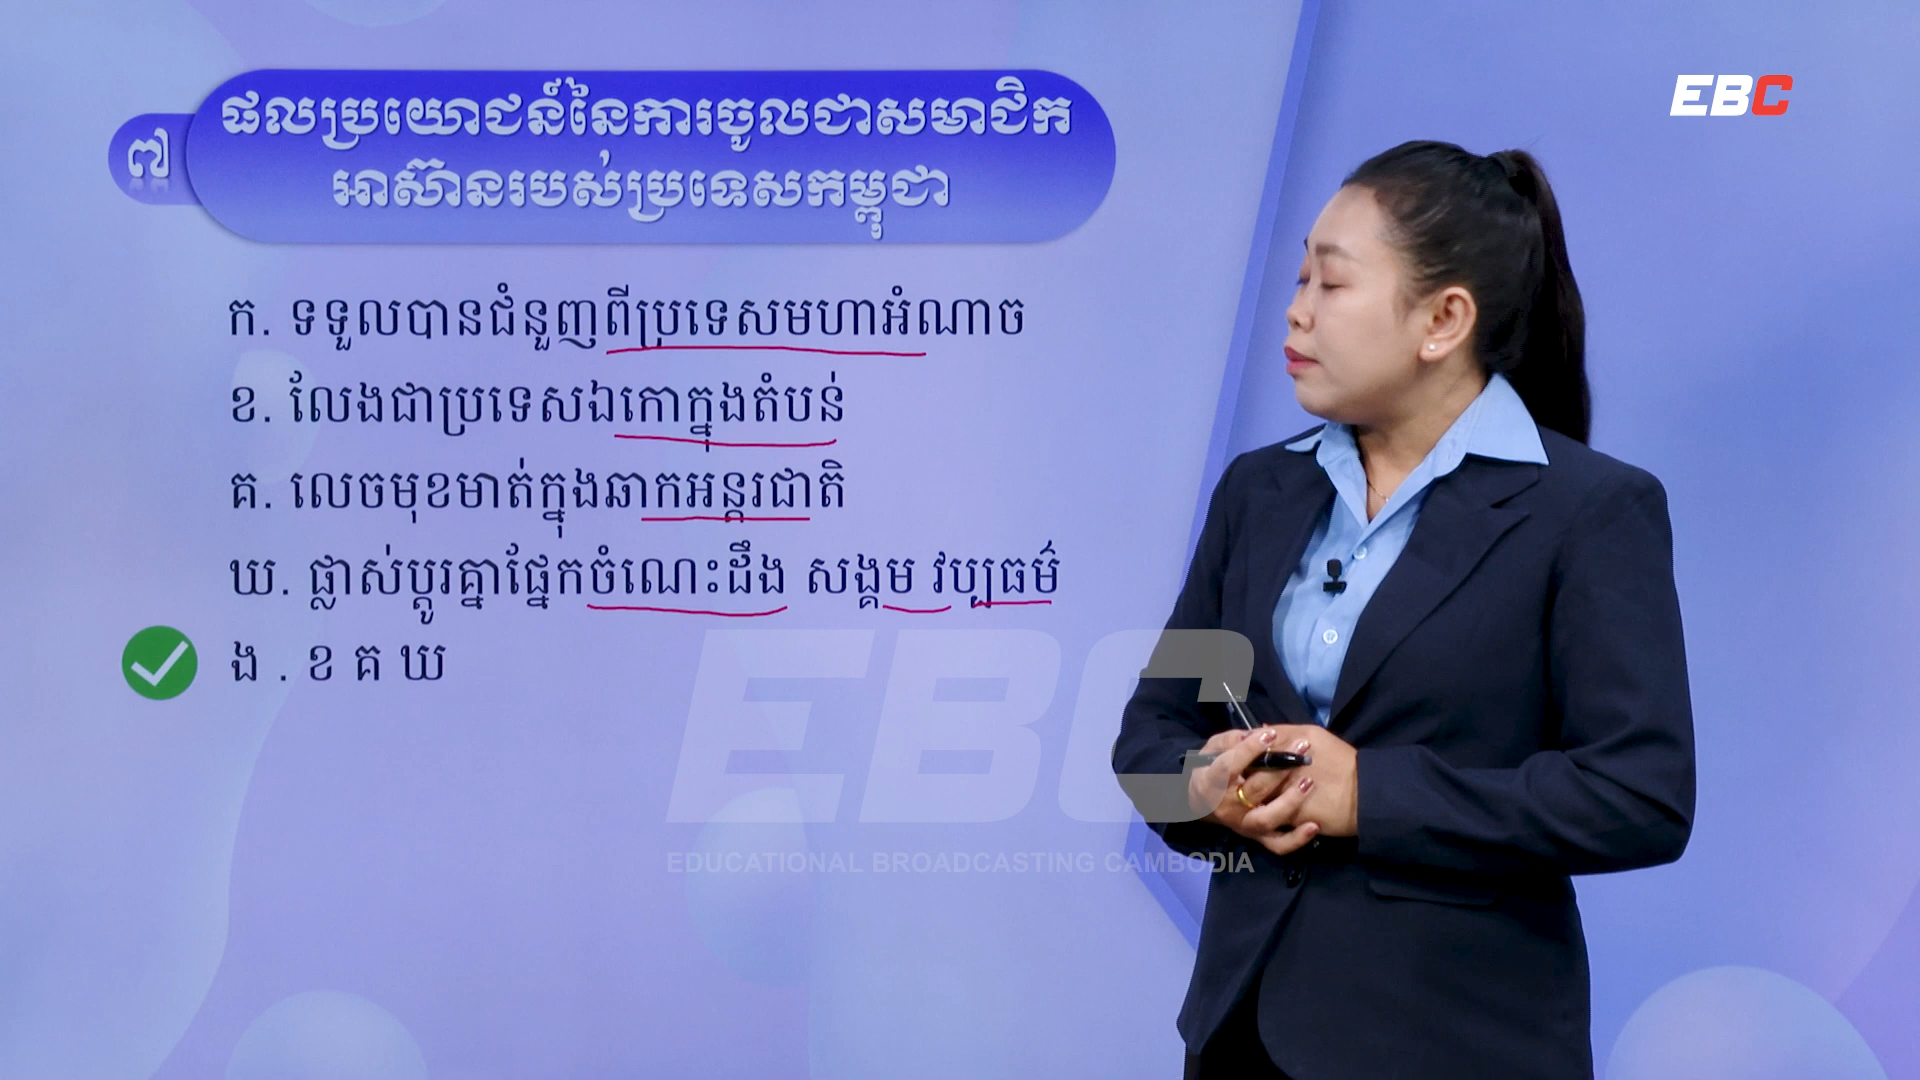 EBC
៧
ផលប្រយោជន៍នៃការចូលជាសមាជិក
អាស៊ានរបស់ប្រទេសកម្ពុជា
ក. ទទួលបានជំនួញពីប្រទេសមហាអំណាច
ខ. លែងជាប្រទេសឯកោក្នុងតំបន់
គ. លេចមុខមាត់ក្នុងឆាកអន្តរជាតិ
ឃ. ផ្លាស់ប្តូរគ្នាផ្នែកចំណេះដឹង សង្គម វប្បធម៌
ង . ខ គ ឃ
EBC
EDUCATIONAL BROADCASTING CAMBODIA